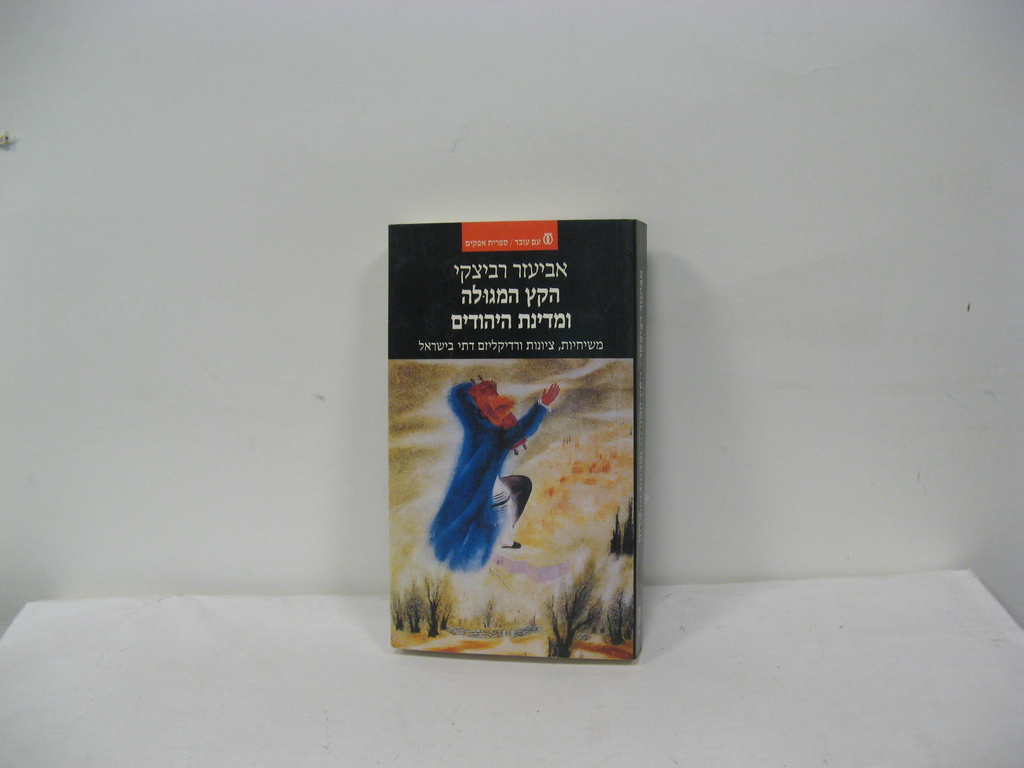 עם עובד / ספרית אפקים
אביעזר רביצקי
הקץ המגולה
ומדינת היהודים
משיחיות, ציונות ורדיקליזם דתי בישראל